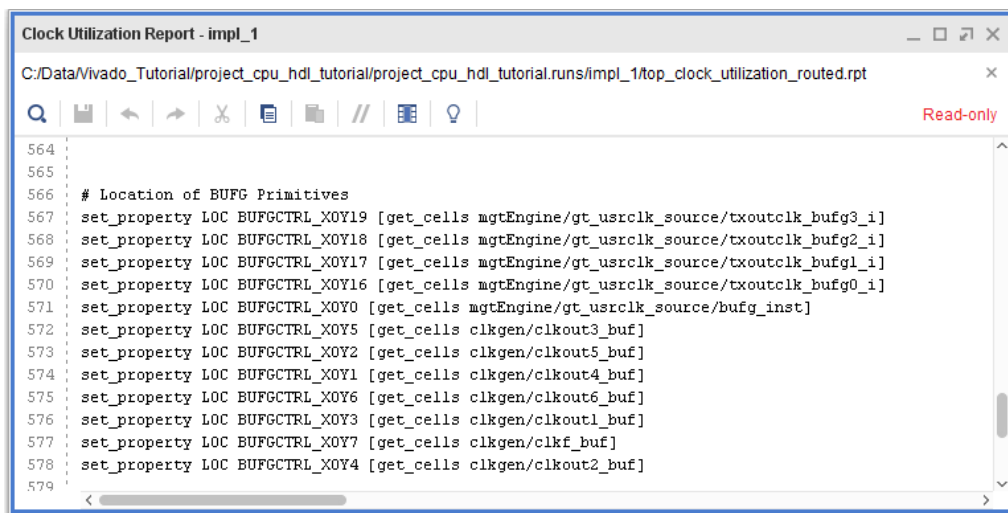 Clock Utilization Report - impl_1
C:/Data/Vivado_Tutorial/project_cpu_hdl_tutorial/project_cpu_hdl_tutorial.runs/impl_1/top_clock_utilization_routed.rpt
Read-only
564
565
566 # Location of BUFG Primitives
567 set_property LOC BUFGCTRL_X0Y19 [get_cells mgtEngine/gt_usrclk_source/txoutclk_bufg3_i]
568 set_property LOC BUFGCTRL_X0Y18 [get_cells mgtEngine/gt_usrclk_source/txoutclk_bufg2_i]
569 set_property LOC BUFGCTRL_X0Y17 [get_cells mgtEngine/gt_usrclk_source/txoutclk_bufg1_i]
570 set_property LOC BUFGCTRL_X0Y16 [get_cells mgtEngine/gt_usrclk_source/txoutclk_bufg0_i]
571 set_property LOC BUFGCTRL_X0Y0 [get_cells mgtEngine/gt_usrclk_source/bufg_inst]
572 set_property LOC BUFGCTRL_X0Y5 [get_cells clkgen/clkout3_buf]
573 set_property LOC BUFGCTRL_X0Y2 [get_cells clkgen/clkout5_buf]
574 set_property LOC BUFGCTRL_X0Y1 [get_cells clkgen/clkout4_buf]
575 set_property LOC BUFGCTRL_X0Y6 [get_cells clkgen/clkout6_buf]
576 set_property LOC BUFGCTRL_X0Y3 [get_cells clkgen/clkout1_buf]
577 set_property LOC BUFGCTRL_X0Y7 [get_cells clkgen/clkf_buf]
578 set_property LOC BUFGCTRL_X0Y4 [get_cells clkgen/clkout2_buf]
579